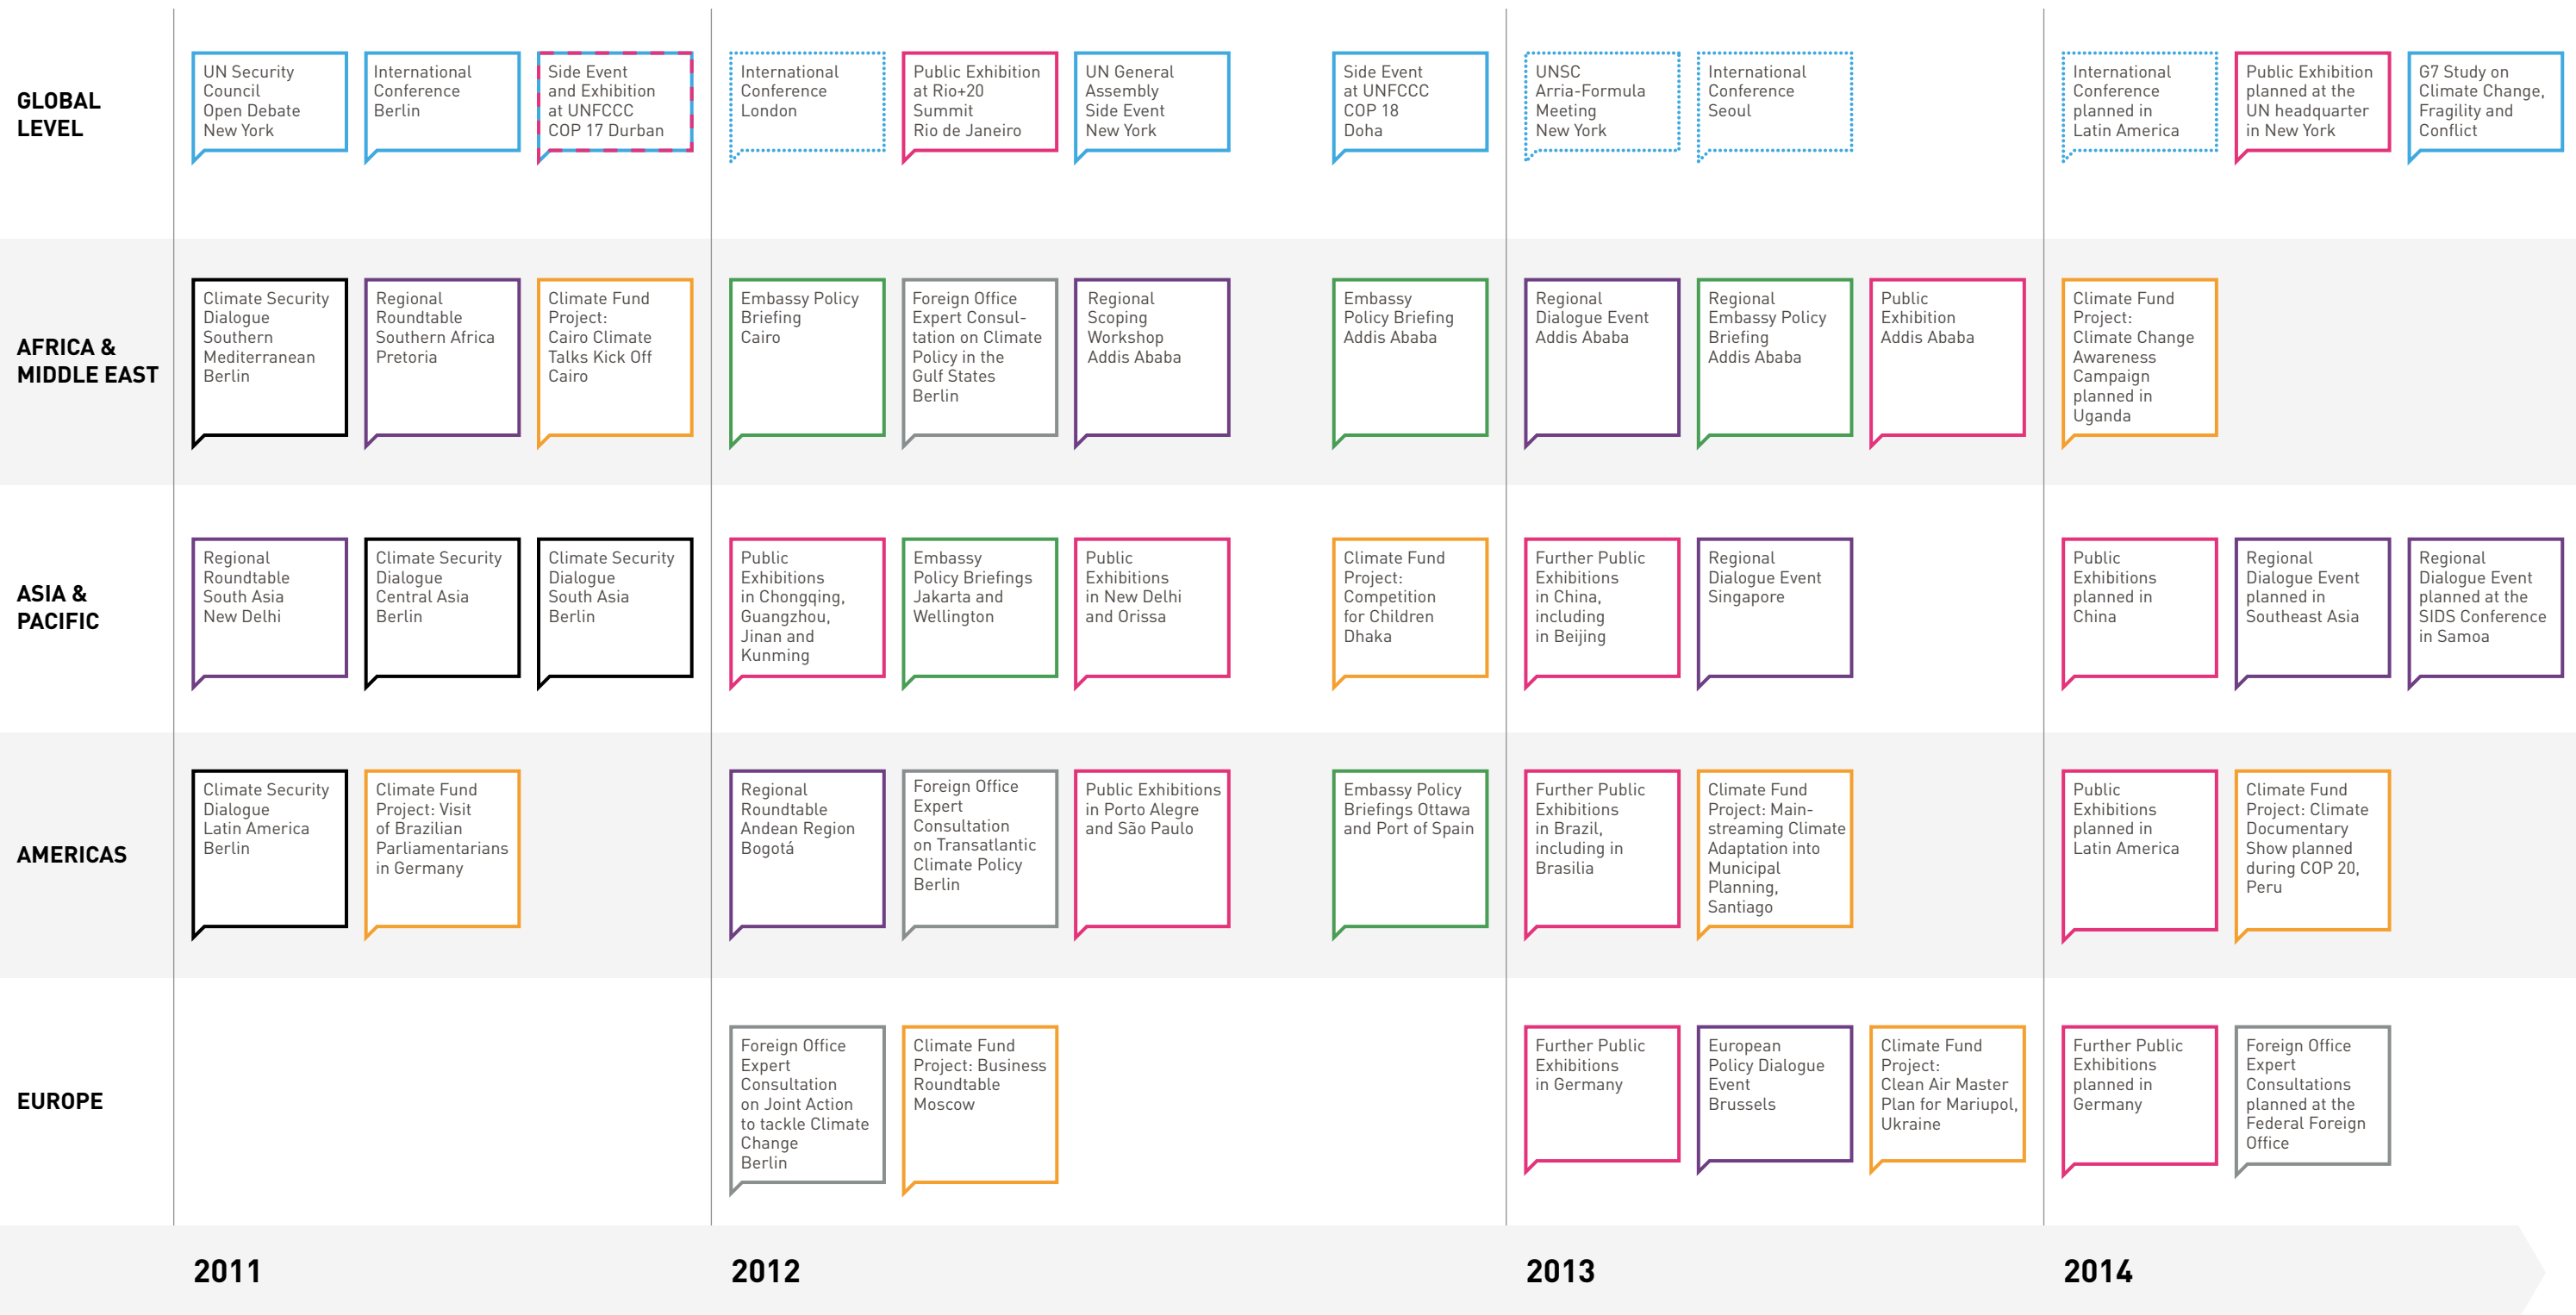 GLOBAL
LEVEL
UN Security
Council
Open Debate
New York
International
Conference
Berlin
Side Event
and Exhibition
at UNFCCC
COP 17 Durban
International
Conference
London
Public Exhibition
at Rio+20
Summit
Rio de Janeiro
UN General
Assembly
Side Event
New York
Side Event
at UNFCCC
COP 18
Doha
UNSC
Arria-Formula
Meeting
New York
International
Conference
Seoul
International
Conference
planned in
Latin America
Public Exhibition
planned at the
UN headquarter
in New York
G7 Study on
Climate Change,
Fragility and
Conflict
AFRICA &
MIDDLE EAST
Climate Security
Dialogue
Southern
Mediterranean
Berlin
Regional
Roundtable
Southern Africa
Pretoria
Climate Fund
Project:
Cairo Climate
Talks Kick Off
Cairo
Embassy Policy
Briefing
Cairo
Foreign Office
Expert Consul-
tation on Climate
Policy in the
Gulf States
Berlin
Regional
Scoping
Workshop
Addis Ababa
Embassy
Policy Briefing
Addis Ababa
Regional
Dialogue Event
Addis Ababa
Regional
Embassy Policy
Briefing
Addis Ababa
Public
Exhibition
Addis Ababa
Climate Fund
Project:
Climate Change
Awareness
Campaign
planned in
Uganda
ASIA &
PACIFIC
Regional
Roundtable
South Asia
New Delhi
Climate Security
Dialogue
Central Asia
Berlin
Climate Security
Dialogue
South Asia
Berlin
Public
Exhibitions
in Chongqing,
Guangzhou,
Jinan and
Kunming
Embassy
Policy Briefings
Jakarta and
Wellington
Public
Exhibitions
in New Delhi
and Orissa
Climate Fund
Project:
Competition
for Children
Dhaka
Further Public
Exhibitions
in China,
including
in Beijing
Regional
Dialogue Event
Singapore
Public
Exhibitions
planned in
China
Regional
Dialogue Event
planned in
Southeast Asia
Regional
Dialogue Event
planned at the
SIDS Conference
in Samoa
AMERICAS
Climate Security
Dialogue
Latin America
Berlin
Climate Fund
Project: Visit
of Brazilian
Parliamentarians
in Germany
Regional
Roundtable
Andean Region
Bogotá
Foreign Office
Expert
Consultation
on Transatlantic
Climate Policy
Berlin
Public Exhibitions
in Porto Alegre
and São Paulo
Embassy Policy
Briefings Ottawa
and Port of Spain
Further Public
Exhibitions
in Brazil,
including in
Brasilia
Climate Fund
Project: Main-
streaming Climate
Adaptation into
Municipal
Planning,
Santiago
Public
Exhibitions
planned in
Latin America
Climate Fund
Project: Climate
Documentary
Show planned
during COP 20,
Peru
EUROPE
Foreign Office
Expert
Consultation
on Joint Action
to tackle Climate
Change
Berlin
Climate Fund
Project: Business
Roundtable
Moscow
Further Public
Exhibitions
in Germany
European
Policy Dialogue
Event
Brussels
Climate Fund
Project:
Clean Air Master
Plan for Mariupol,
Ukraine
Further Public
Exhibitions
planned in
Germany
Foreign Office
Expert
Consultations
planned at the
Federal Foreign
Office
2011
2012
2013
2014